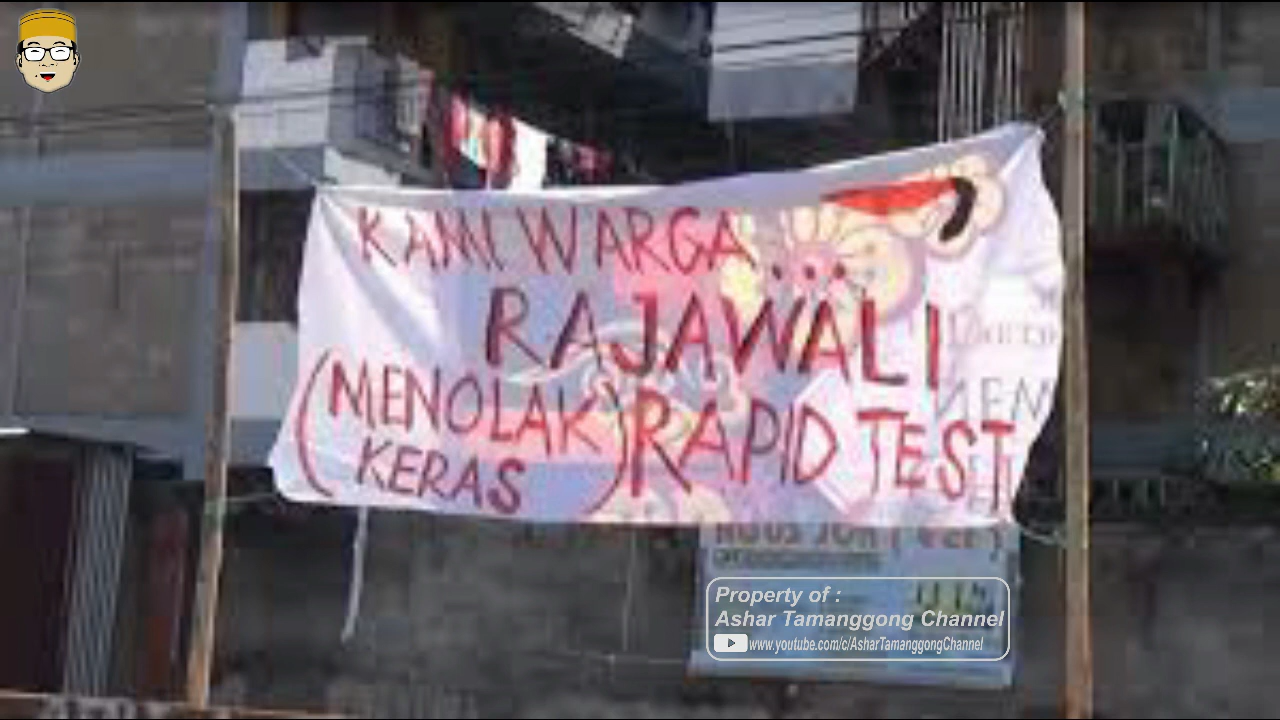 KAMI WARGA...
RAJAWALI
(MENOLAK KERAS) RAPID TEST
Property of :
Ashar Tamanggong Channel
www.youtube.com/c/AsharTamanggongChannel